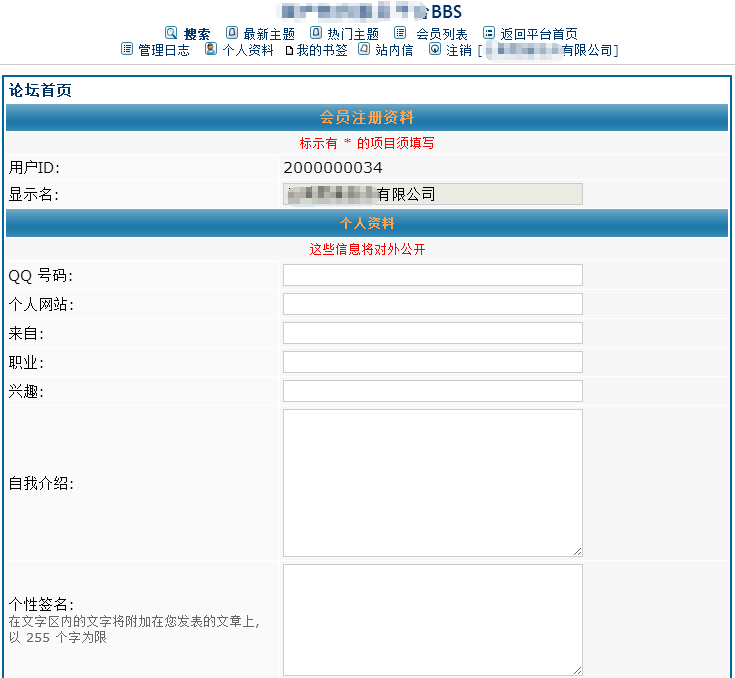 BBS
搜索 最新主题 热门主题 会员列表 返回平台首页
管理日志 个人资料 我的书签 站内信 注销 [ 有限公司]
论坛首页
会员注册资料
标示有 * 的项目须填写
用户ID: 2000000034
显示名: 有限公司
个人资料
这些信息将对外公开
QQ 号码:
个人网站:
来自:
职业:
兴趣:
自我介绍:
个性签名:
在文字区内的文字将附加在您发表的文章上,
以 255 个字为限